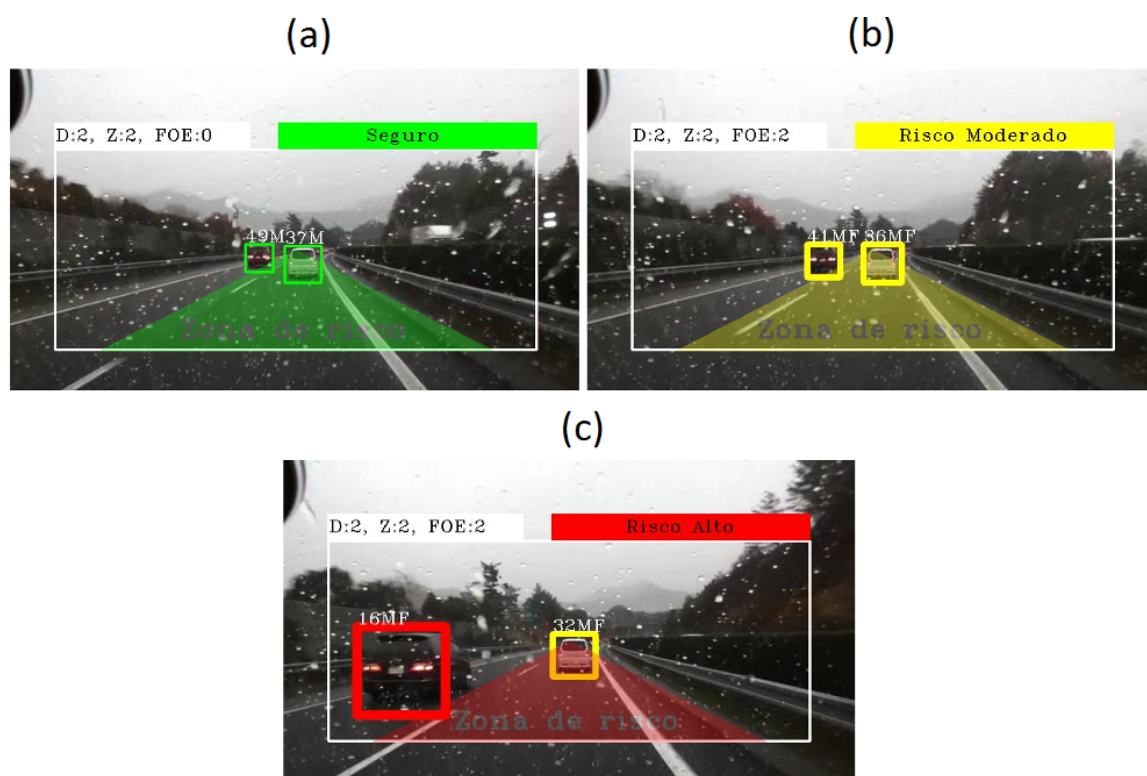 (a)
D:2, Z:2, FOE:0
Seguro
49M
37M
Zona de risco
(b)
D:2, Z:2, FOE:2
Risco Moderado
41MF
36MF
Zona de risco
(c)
D:2, Z:2, FOE:2
Risco Alto
16MF
32MF
Zona de risco